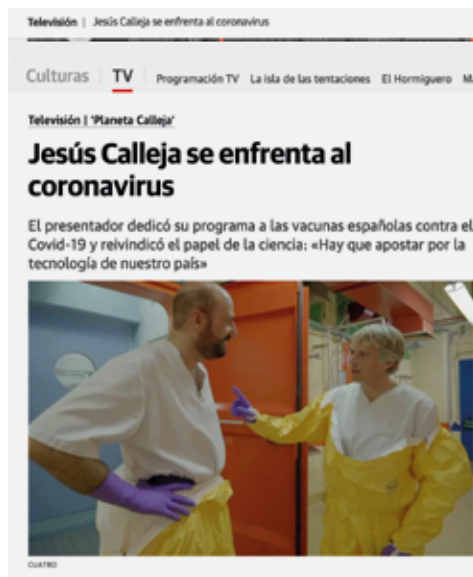 Televisión | Jesús Calleja se enfrenta al coronavirus
Culturas TV Programación TV La isla de las tentaciones El Hormiguero
Televisión | 'Planeta Calleja'
Jesús Calleja se enfrenta al
coronavirus
El presentador dedicó su programa a las vacunas españolas contra el
Covid-19 y reivindicó el papel de la ciencia: «Hay que apostar por la
tecnología de nuestro país»
CUATRO